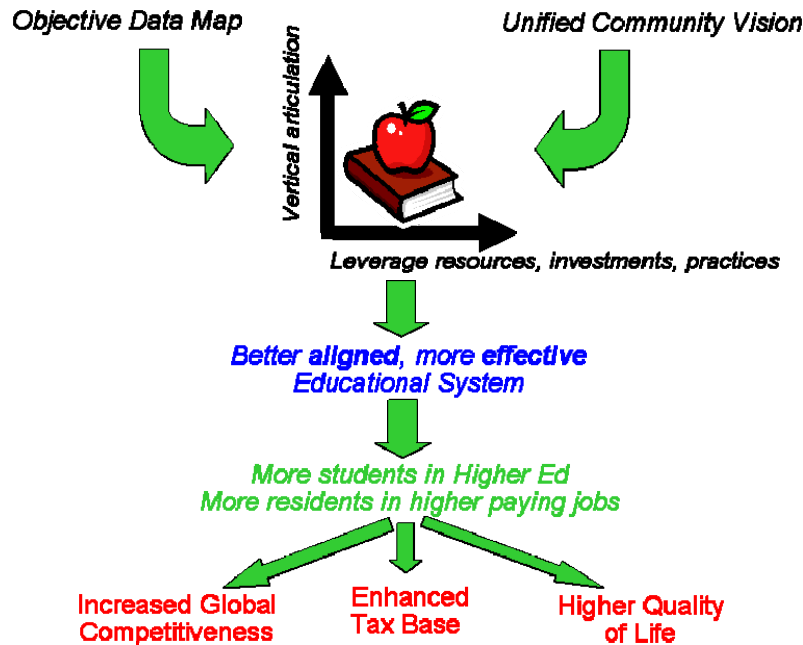 Objective Data Map
Unified Community Vision
Vertical articulation
Leverage resources, investments, practices
Better aligned, more effective
Educational System
More students in Higher Ed
More residents in higher paying jobs
Increased Global
Competitiveness
Enhanced
Tax Base
Higher Quality
of Life